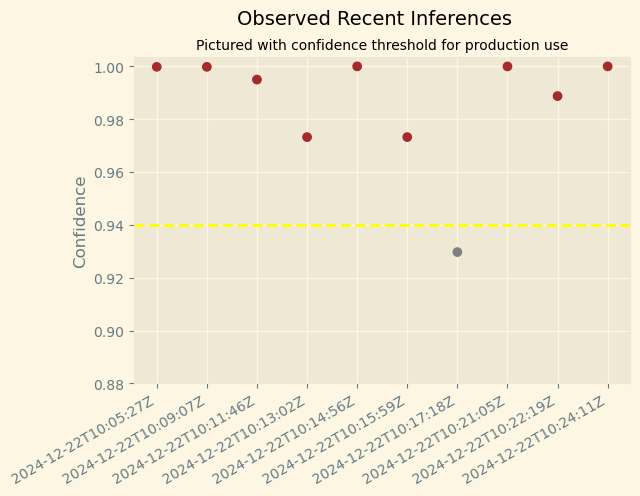 Observed Recent Inferences
Pictured with confidence threshold for production use
Confidence
1.00
0.98
0.96
0.94
0.92
0.90
0.88
2024-12-22T10:05:27Z
2024-12-22T10:09:07Z
2024-12-22T10:11:46Z
2024-12-22T10:13:02Z
2024-12-22T10:14:56Z
2024-12-22T10:15:59Z
2024-12-22T10:17:18Z
2024-12-22T10:21:05Z
2024-12-22T10:22:19Z
2024-12-22T10:24:11Z